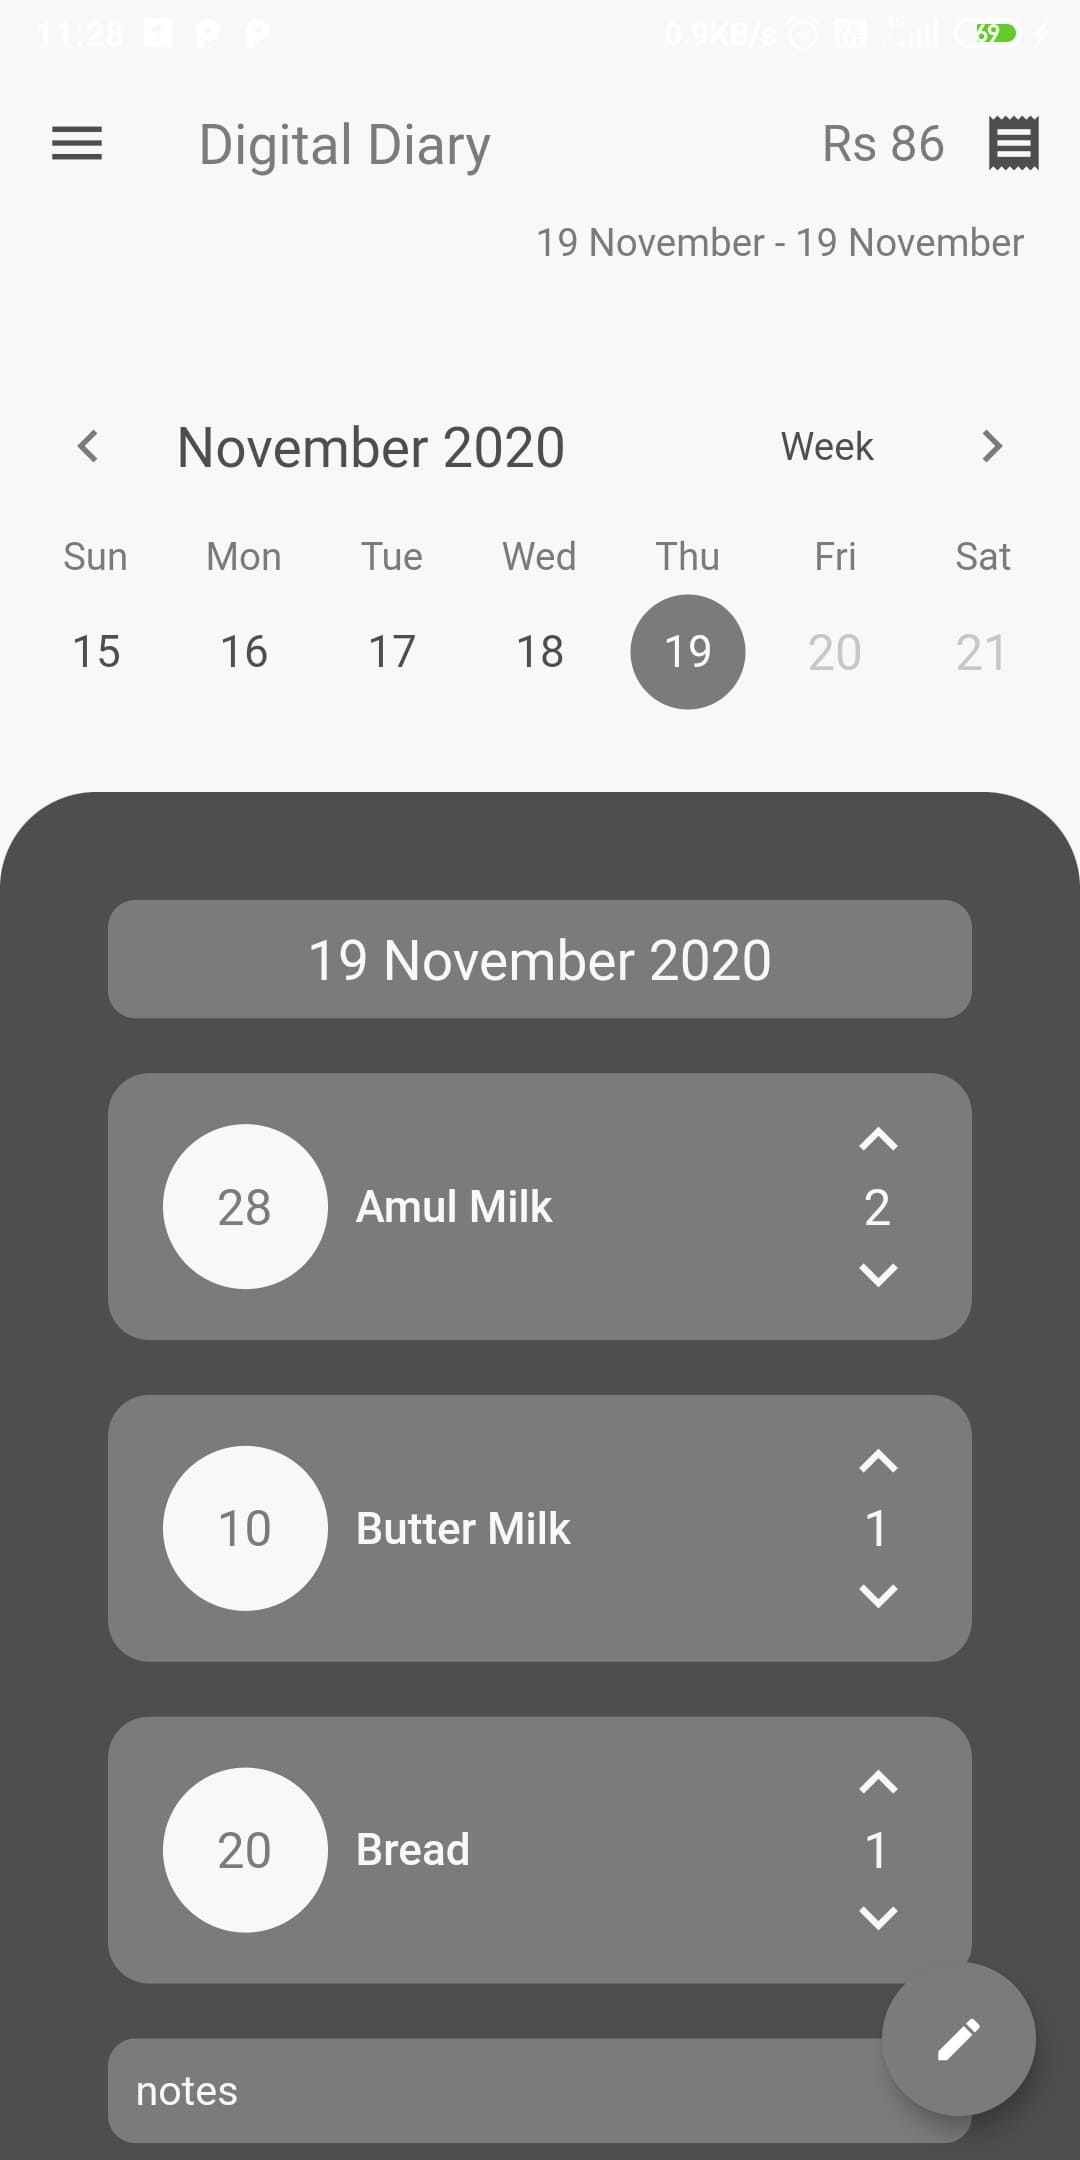 11:28 0.9KB/s 69
Digital Diary Rs 86
19 November - 19 November
November 2020 Week
Sun Mon Tue Wed Thu Fri Sat
15 16 17 18 19 20 21
19 November 2020
28 Amul Milk 2
10 Butter Milk 1
20 Bread 1
notes